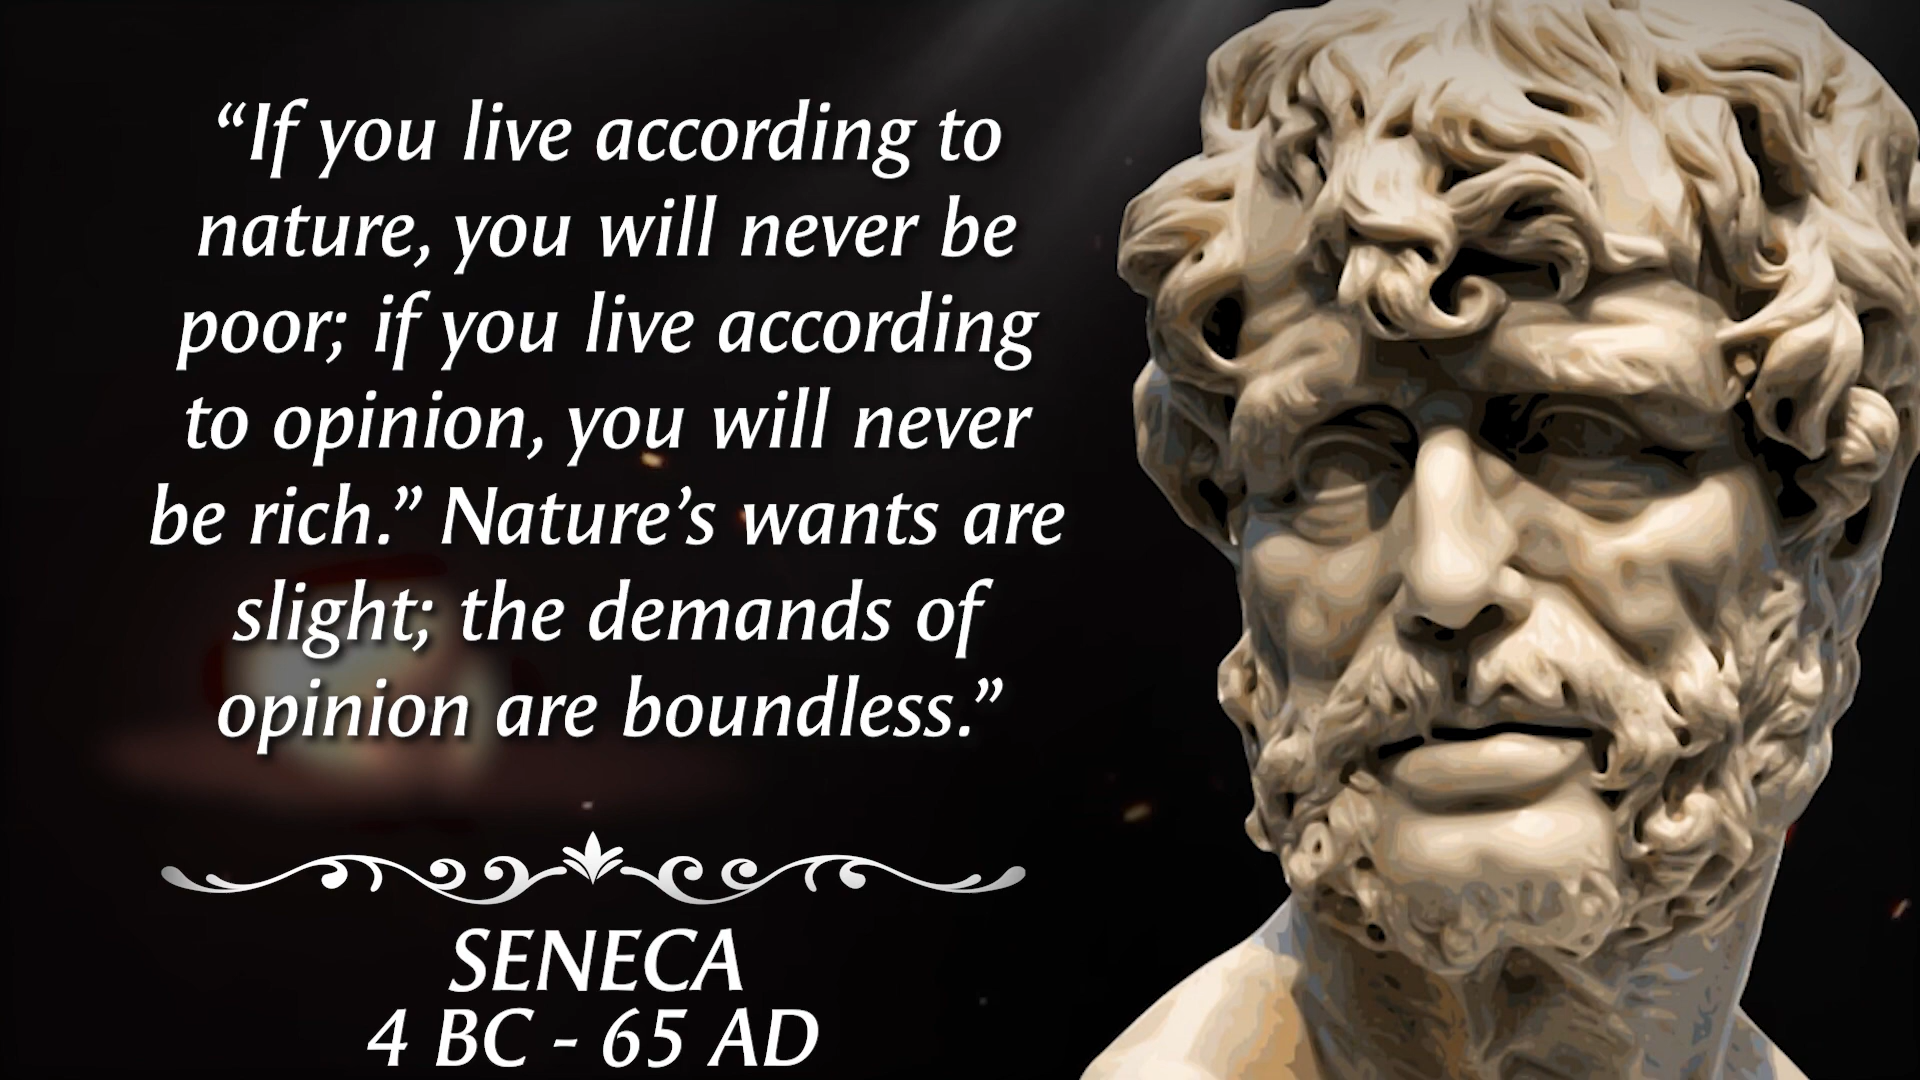 “If you live according to
nature, you will never be
poor; if you live according
to opinion, you will never
be rich.” Nature’s wants are
slight; the demands of
opinion are boundless.”
SENECA
4 BC - 65 AD